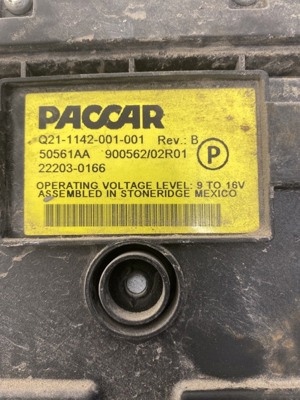 PACCAR
Q21-1142-001-001 Rev.: B
50561AA 900562/02R01
P
22203-0166
OPERATING VOLTAGE LEVEL: 9 TO 16V
ASSEMBLED IN STONERIDGE MEXICO